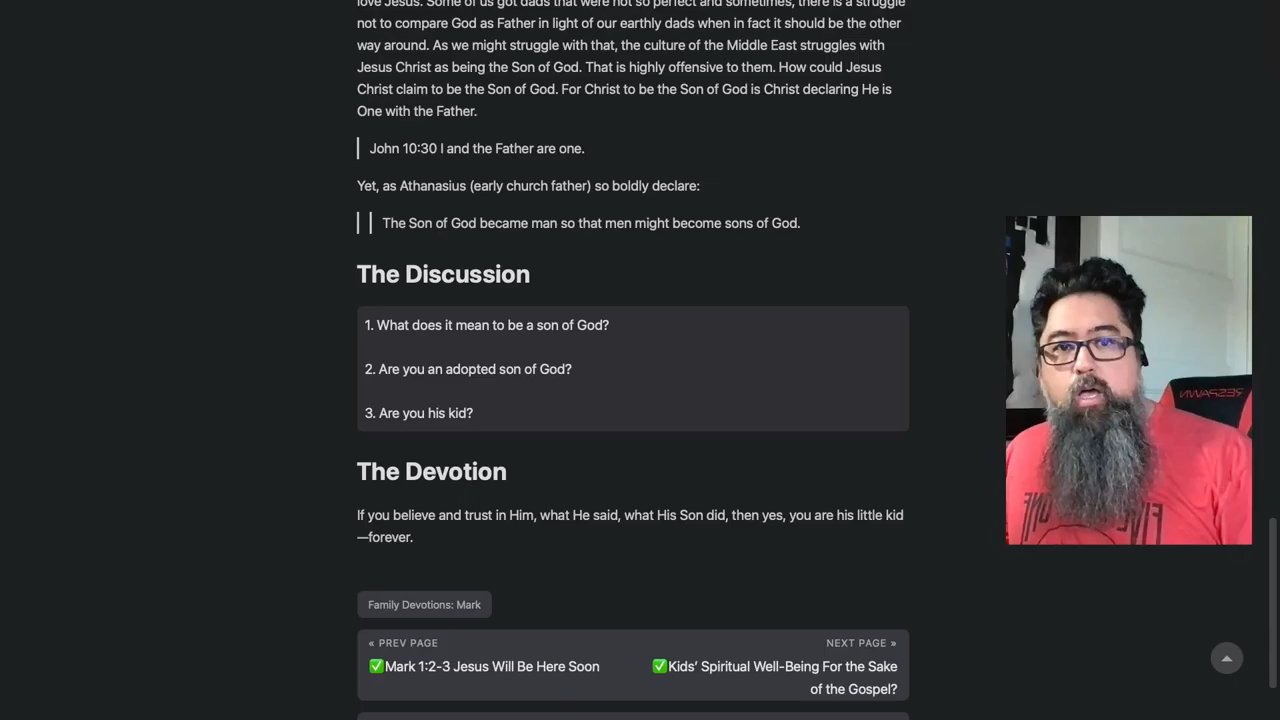 love Jesus. Some of us got dads that were not so perfect and sometimes, there is a struggle
not to compare God as Father in light of our earthly dads when in fact it should be the other
way around. As we might struggle with that, the culture of the Middle East struggles with
Jesus Christ as being the Son of God. That is highly offensive to them. How could Jesus
Christ claim to be the Son of God. For Christ to be the Son of God is Christ declaring He is
One with the Father.
John 10:30 I and the Father are one.
Yet, as Athanasius (early church father) so boldly declare:
The Son of God became man so that men might become sons of God.
The Discussion
1. What does it mean to be a son of God?
2. Are you an adopted son of God?
3. Are you his kid?
The Devotion
If you believe and trust in Him, what He said, what His Son did, then yes, you are his little kid
—forever.
Family Devotions: Mark
« PREV PAGE
✅Mark 1:2-3 Jesus Will Be Here Soon
NEXT PAGE »
✅Kids’ Spiritual Well-Being For the Sake
of the Gospel?
RESPAWN